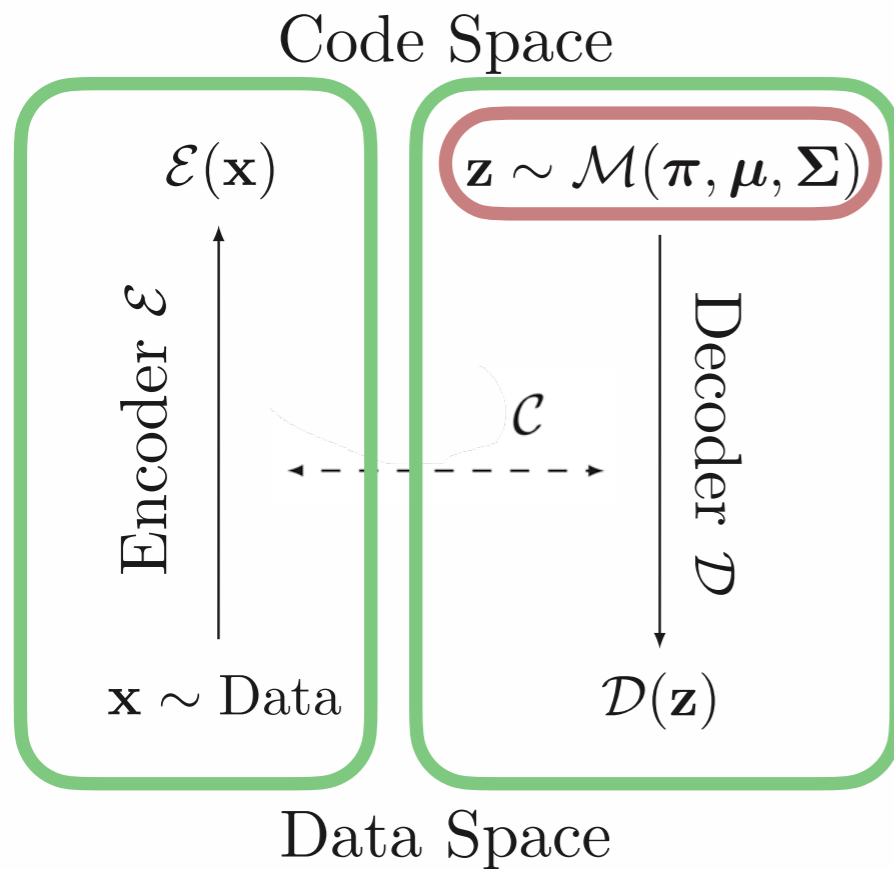 Code Space
ℰ(𝐱)
𝐳 ∼ ℳ(𝛑, 𝛍, 𝚺)
Encoder ℰ
𝒞
Decoder 𝒟
𝐱 ∼ Data
𝒟(𝐳)
Data Space